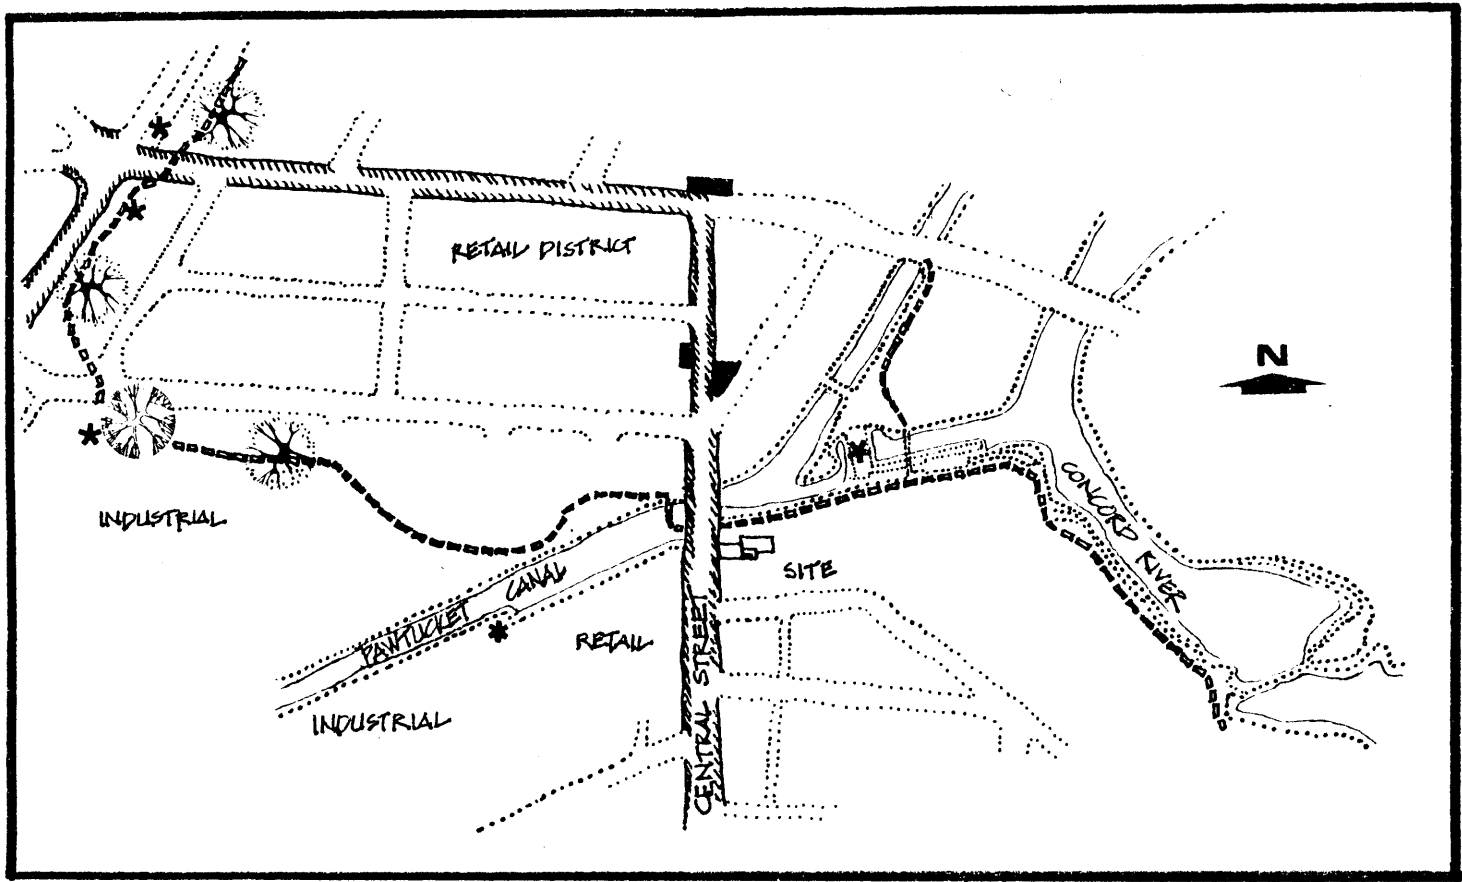 RETAIL DISTRICT
N
INDUSTRIAL
CONCORD RIVER
PAWTUCKET CANAL
SITE
RETAIL
INDUSTRIAL
CENTRAL STREET